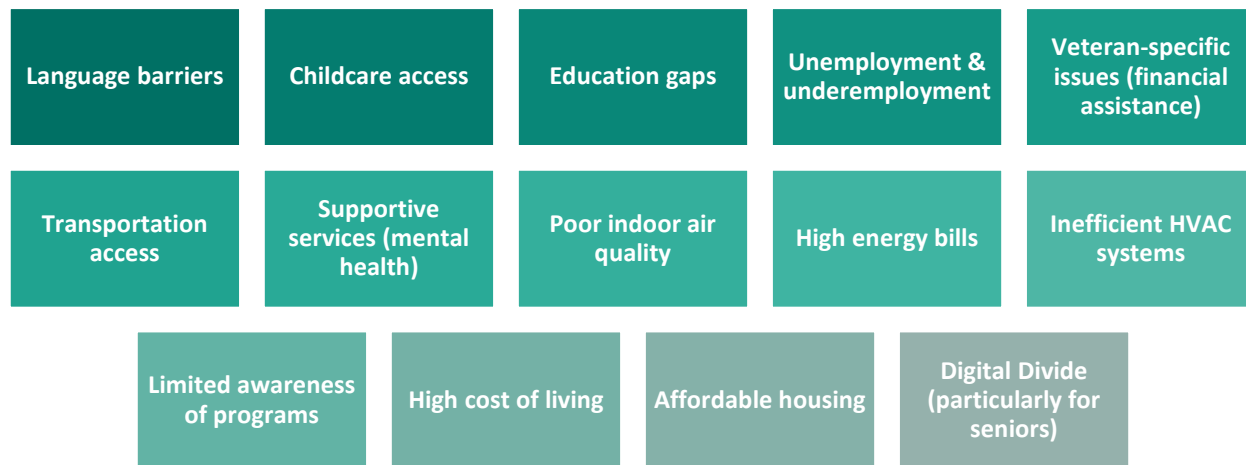 Language barriers
Childcare access
Education gaps
Unemployment &
underemployment
Veteran-specific
issues (financial
assistance)
Transportation
access
Supportive
services (mental
health)
Poor indoor air
quality
High energy bills
Inefficient HVAC
systems
Limited awareness
of programs
High cost of living
Affordable housing
Digital Divide
(particularly for
seniors)